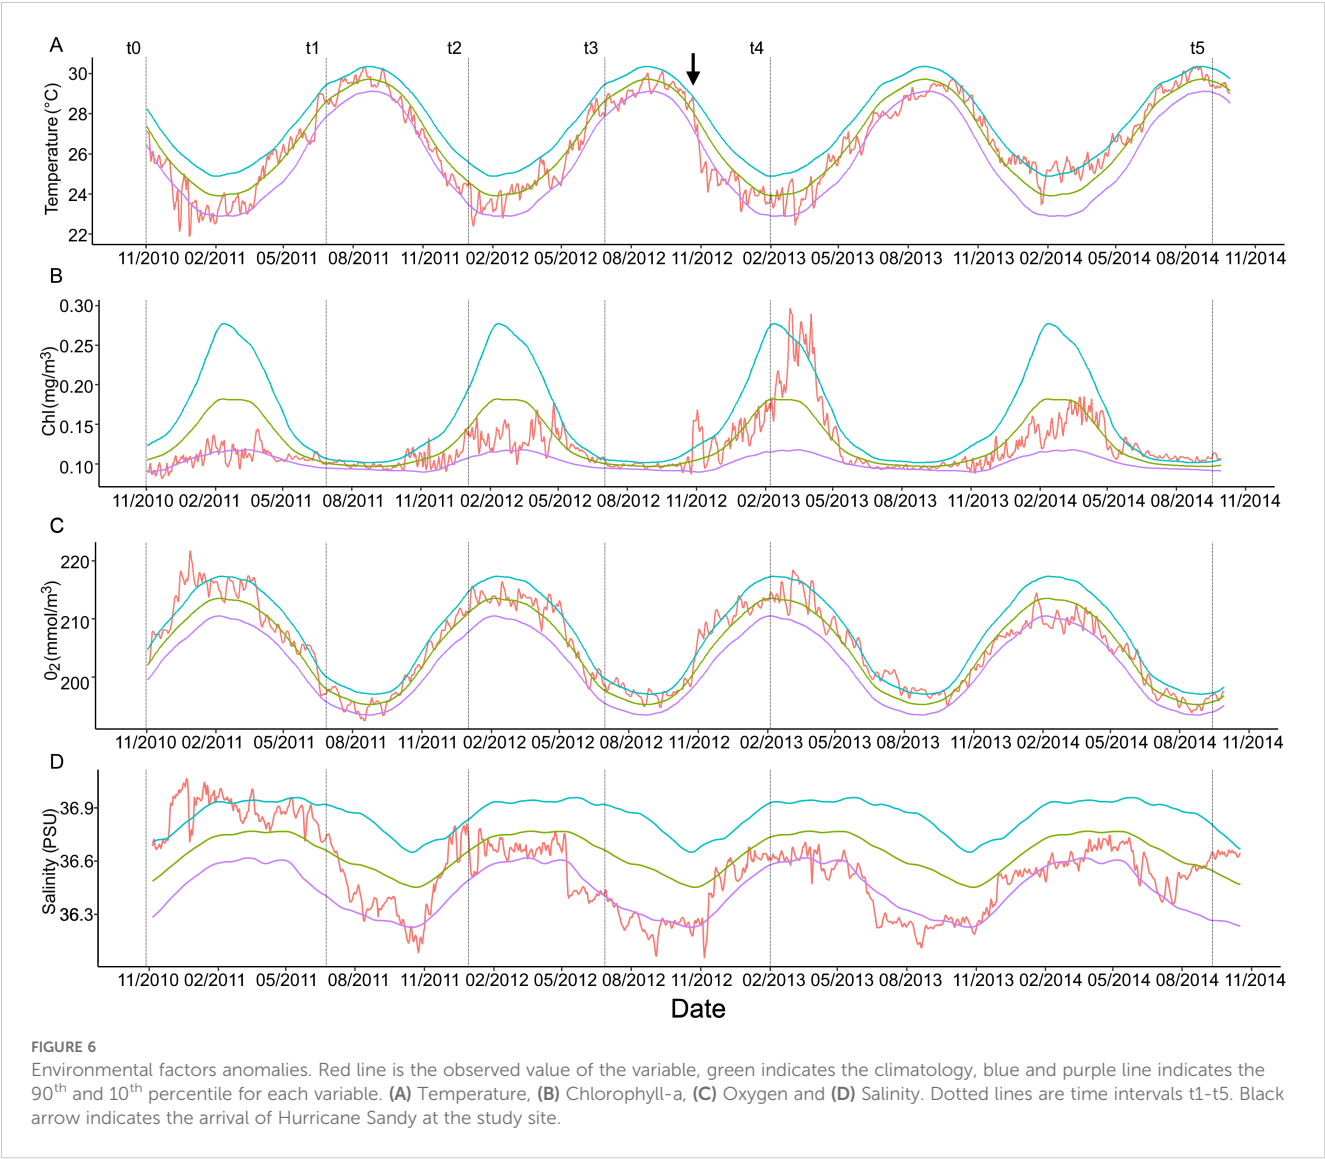 A
t0 t1 t2 t3 t4 t5
Temperature (°C)
30
28
26
24
22
11/2010 02/2011 05/2011 08/2011 11/2011 02/2012 05/2012 08/2012 11/2012 02/2013 05/2013 08/2013 11/2013 02/2014 05/2014 08/2014 11/2014
B
Chl(mg/m³)
0.30
0.25
0.20
0.15
0.10
11/2010 02/2011 05/2011 08/2011 11/2011 02/2012 05/2012 08/2012 11/2012 02/2013 05/2013 08/2013 11/2013 02/2014 05/2014 08/2014 11/2014
C
0₂(mmol/m³)
220
210
200
11/2010 02/2011 05/2011 08/2011 11/2011 02/2012 05/2012 08/2012 11/2012 02/2013 05/2013 08/2013 11/2013 02/2014 05/2014 08/2014 11/2014
D
Salinity (PSU)
36.9
36.6
36.3
11/2010 02/2011 05/2011 08/2011 11/2011 02/2012 05/2012 08/2012 11/2012 02/2013 05/2013 08/2013 11/2013 02/2014 05/2014 08/2014 11/2014
Date
FIGURE 6
Environmental factors anomalies. Red line is the observed value of the variable, green indicates the climatology, blue and purple line indicates the
90th and 10th percentile for each variable. (A) Temperature, (B) Chlorophyll-a, (C) Oxygen and (D) Salinity. Dotted lines are time intervals t1-t5. Black
arrow indicates the arrival of Hurricane Sandy at the study site.